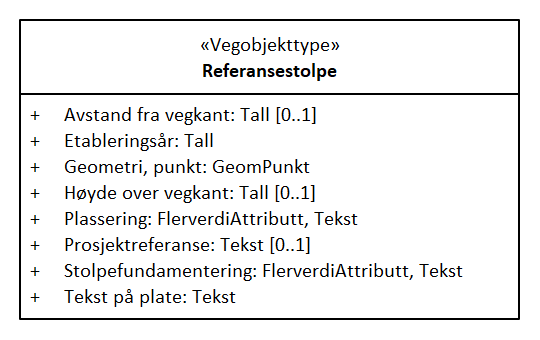 «Vegobjekttype»
Referansestolpe
+ Avstand fra vegkant: Tall [0..1]
+ Etableringsår: Tall
+ Geometri, punkt: GeomPunkt
+ Høyde over vegkant: Tall [0..1]
+ Plassering: FlerverdiAttributt, Tekst
+ Prosjektreferanse: Tekst [0..1]
+ Stolpefundamentering: FlerverdiAttributt, Tekst
+ Tekst på plate: Tekst